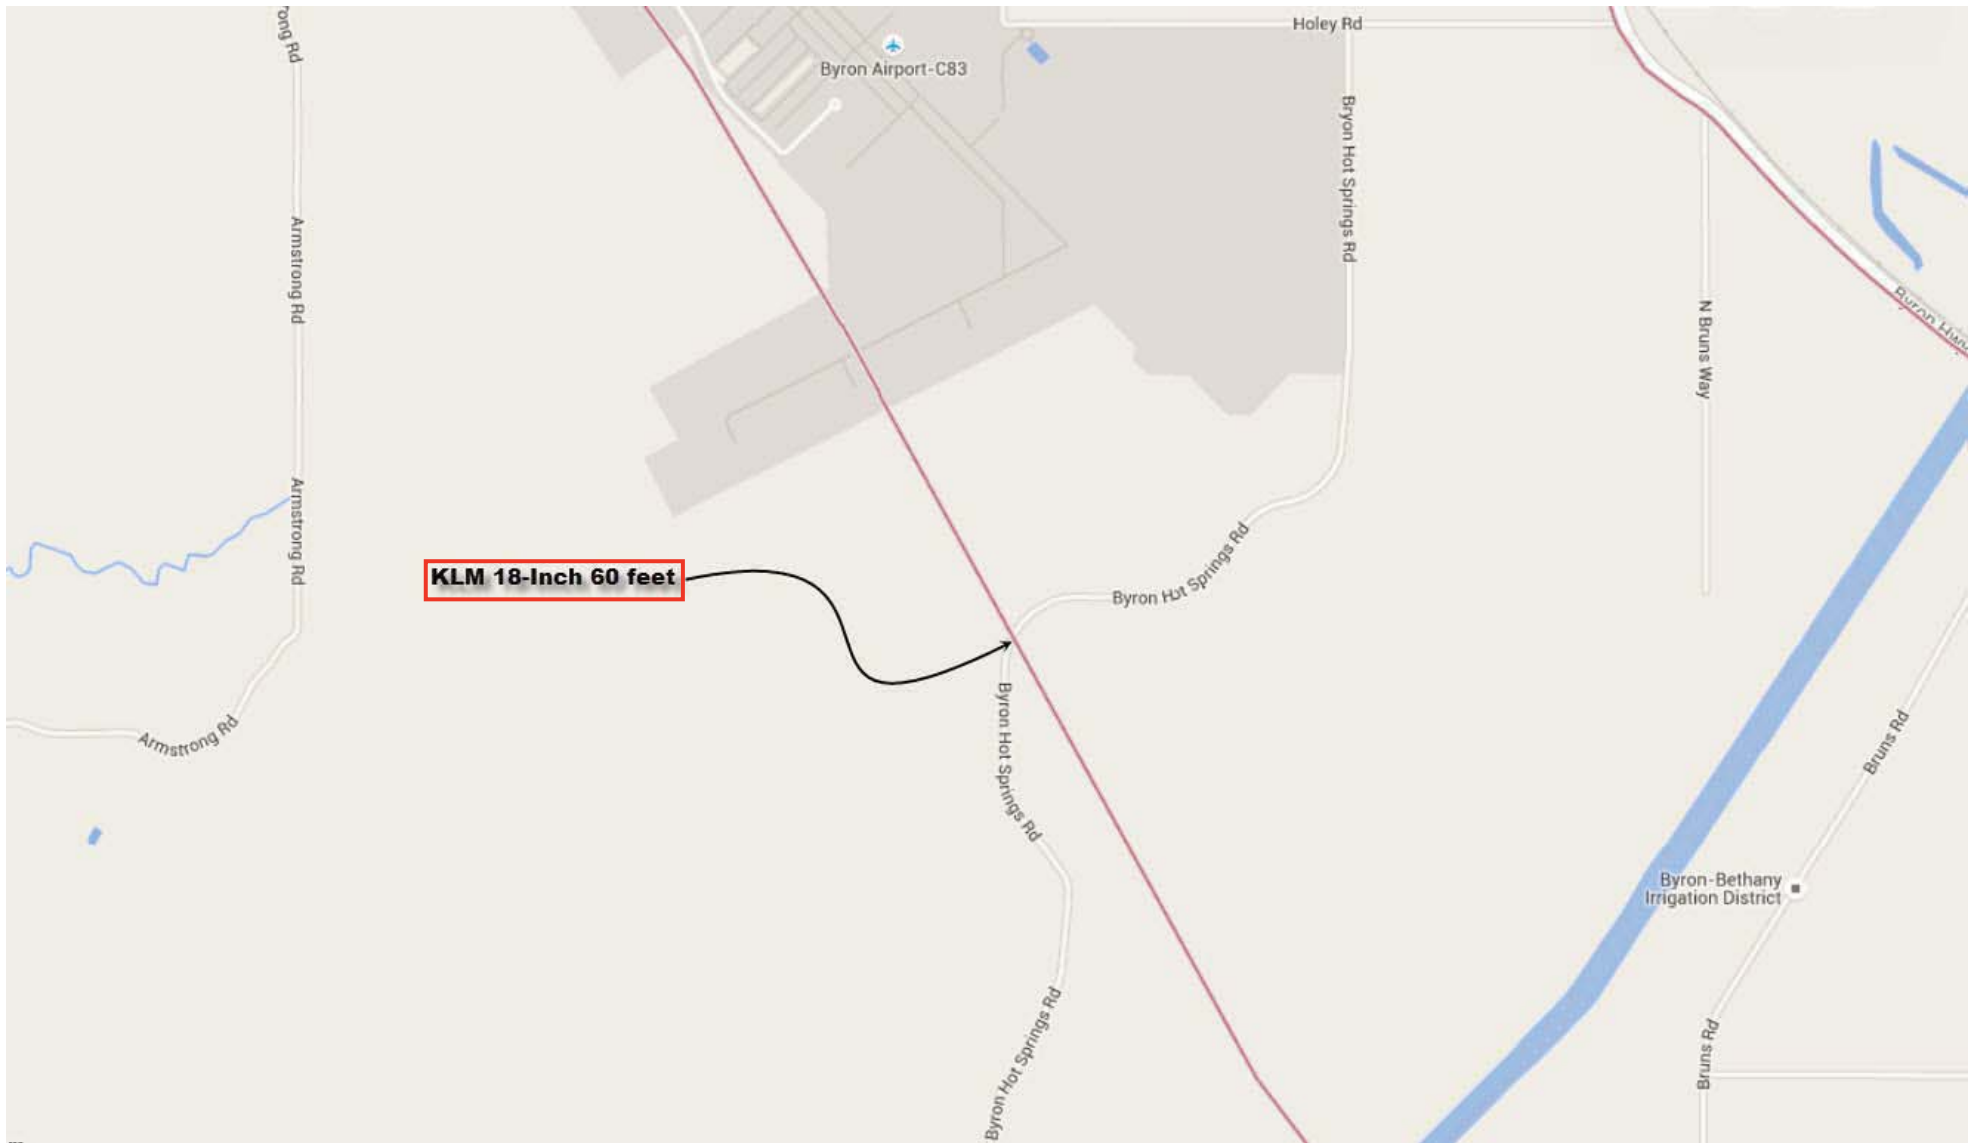 ong Rd
Holey Rd
Byron Airport-C83
Bryon Hot Springs Rd
Armstrong Rd
N Bruns Way
Byron Hwy
Armstrong Rd
KLM 18-Inch 60 feet
Byron Hot Springs Rd
Byron Hot Springs Rd
Armstrong Rd
Bruns Rd
Byron-Bethany
Irrigation District
Byron Hot Springs Rd
Bruns Rd